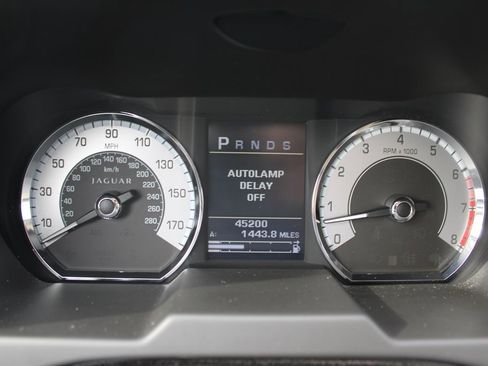 90
70 110
MPH
50 130
100 120 140 160
80 km/h 180
60 200
30 JAGUAR 220 150
40 240
20 260
10 0 280 170
P R N D S
AUTOLAMP
DELAY
OFF
45200
A: 1443.8 MILES
4 5
3 6
RPM x 1000
2 7
1
0 8